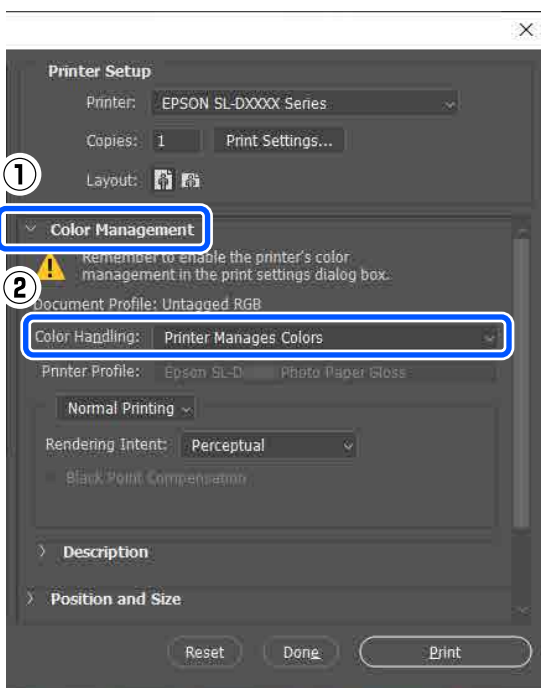 Printer Setup
Printer: EPSON SL-DXXXX Series
Copies: 1 Print Settings...
①
Layout:
Color Management
Remember to enable the printer's color
management in the print settings dialog box.
②
Document Profile: Untagged RGB
Color Handling: Printer Manages Colors
Printer Profile: Epson SL-D Photo Paper Gloss
Normal Printing
Rendering Intent: Perceptual
Black Point Compensation
Description
Position and Size
Reset Done Print